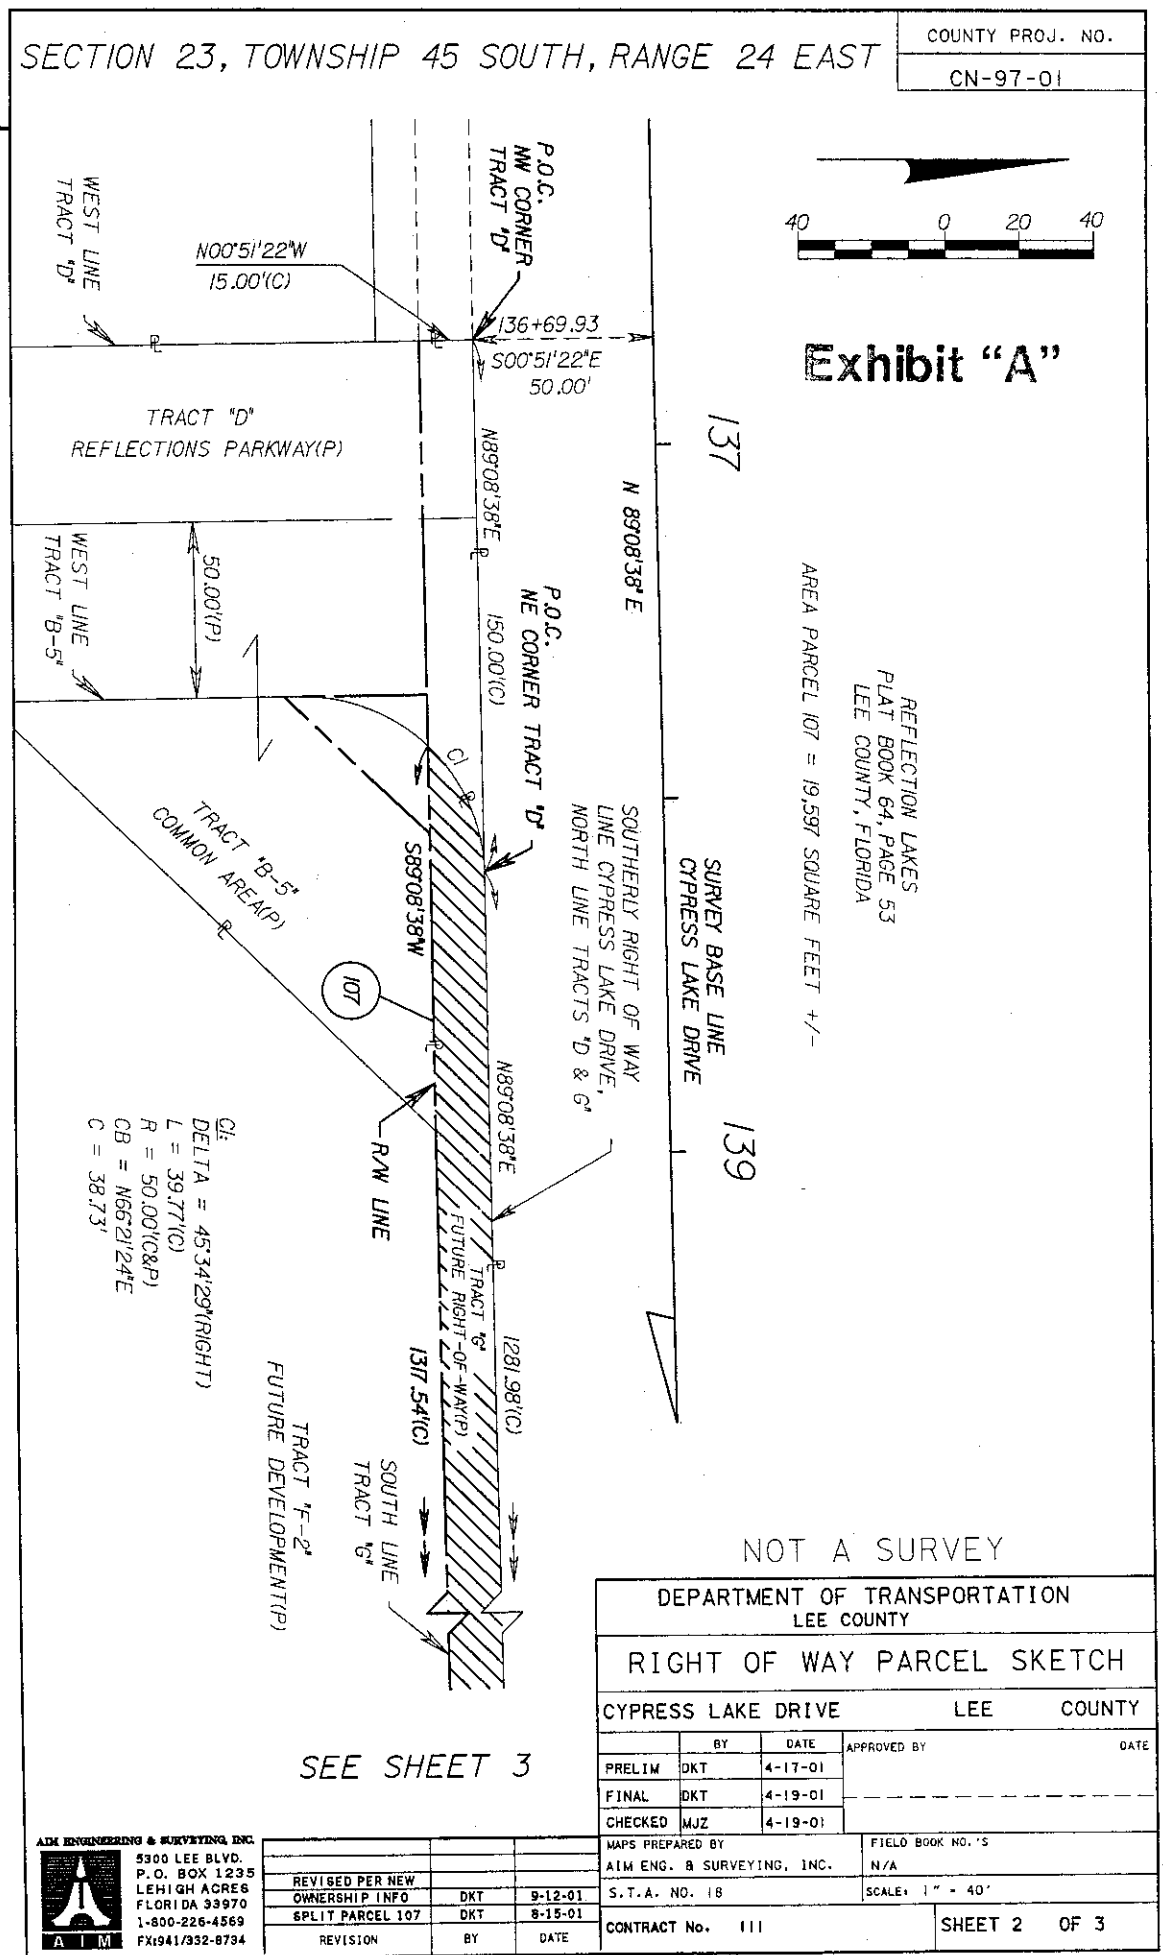 SECTION 23, TOWNSHIP 45 SOUTH, RANGE 24 EAST
COUNTY PROJ. NO.
CN-97-01
P.O.C.
NW CORNER
TRACT "D"
WEST LINE
TRACT "D"
N00°51'22"W
15.00'(C)
40 0 20 40
136+69.93
S00°51'22"E
50.00'
Exhibit “A”
TRACT "D"
REFLECTIONS PARKWAY(P)
N89°08'38"E
137
N 89°08'38" E
WEST LINE
TRACT "B-5"
50.00'(P)
150.00'(C)
P.O.C.
NE CORNER TRACT "D"
REFLECTION LAKES
PLAT BOOK 64, PAGE 53
LEE COUNTY, FLORIDA
AREA PARCEL 107 = 19,597 SQUARE FEET +/-
C1
TRACT "B-5"
COMMON AREA(P)
S89°08'38"W
SOUTHERLY RIGHT OF WAY
LINE CYPRESS LAKE DRIVE,
NORTH LINE TRACTS "D & G"
SURVEY BASE LINE
CYPRESS LAKE DRIVE
107
N89°08'38"E
139
R/W LINE
C1:
DELTA = 45°34'29"(RIGHT)
L = 39.77'(C)
R = 50.00'(C&P)
CB = N66°21'24"E
C = 38.73'
TRACT "G"
FUTURE RIGHT-OF-WAY(P)
1281.98'(C)
1317.54'(C)
TRACT "F-2"
FUTURE DEVELOPMENT(P)
SOUTH LINE
TRACT "G"
SEE SHEET 3
NOT A SURVEY
DEPARTMENT OF TRANSPORTATION
LEE COUNTY
RIGHT OF WAY PARCEL SKETCH
CYPRESS LAKE DRIVE LEE COUNTY
BY DATE APPROVED BY DATE
PRELIM DKT 4-17-01
FINAL DKT 4-19-01
CHECKED MJZ 4-19-01
MAPS PREPARED BY
AIM ENG. & SURVEYING, INC.
FIELD BOOK NO.'S
N/A
S.T.A. NO. 18
SCALE: 1" = 40'
CONTRACT No. 111
SHEET 2 OF 3
AIM ENGINEERING & SURVEYING, INC.
5300 LEE BLVD.
P.O. BOX 1235
LEHIGH ACRES
FLORIDA 33970
1-800-226-4569
FX:941/332-8734
AIM
REVISED PER NEW
OWNERSHIP INFO DKT 9-12-01
SPLIT PARCEL 107 DKT 8-15-01
REVISION BY DATE